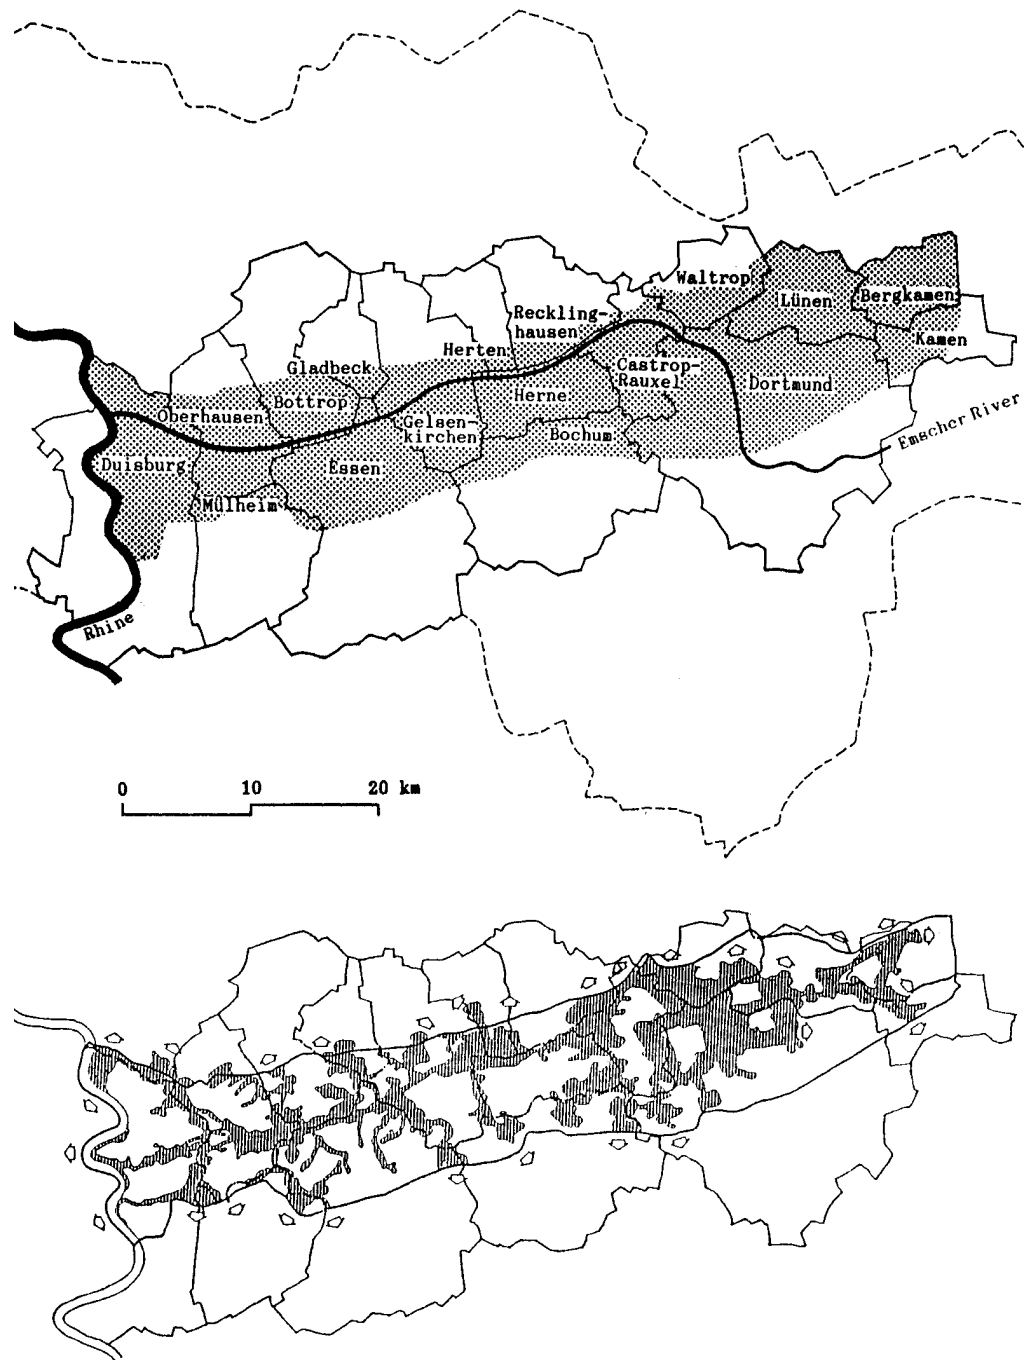 Waltrop
Lünen
Bergkamen
Reckling-
hausen
Kamen
Herten
Gladbeck
Castrop-
Rauxel
Dortmund
Herne
Bottrop
Oberhausen
Gelsen-
kirchen
Bochum
Emscher River
Duisburg
Essen
Mülheim
Rhine
0 10 20 km